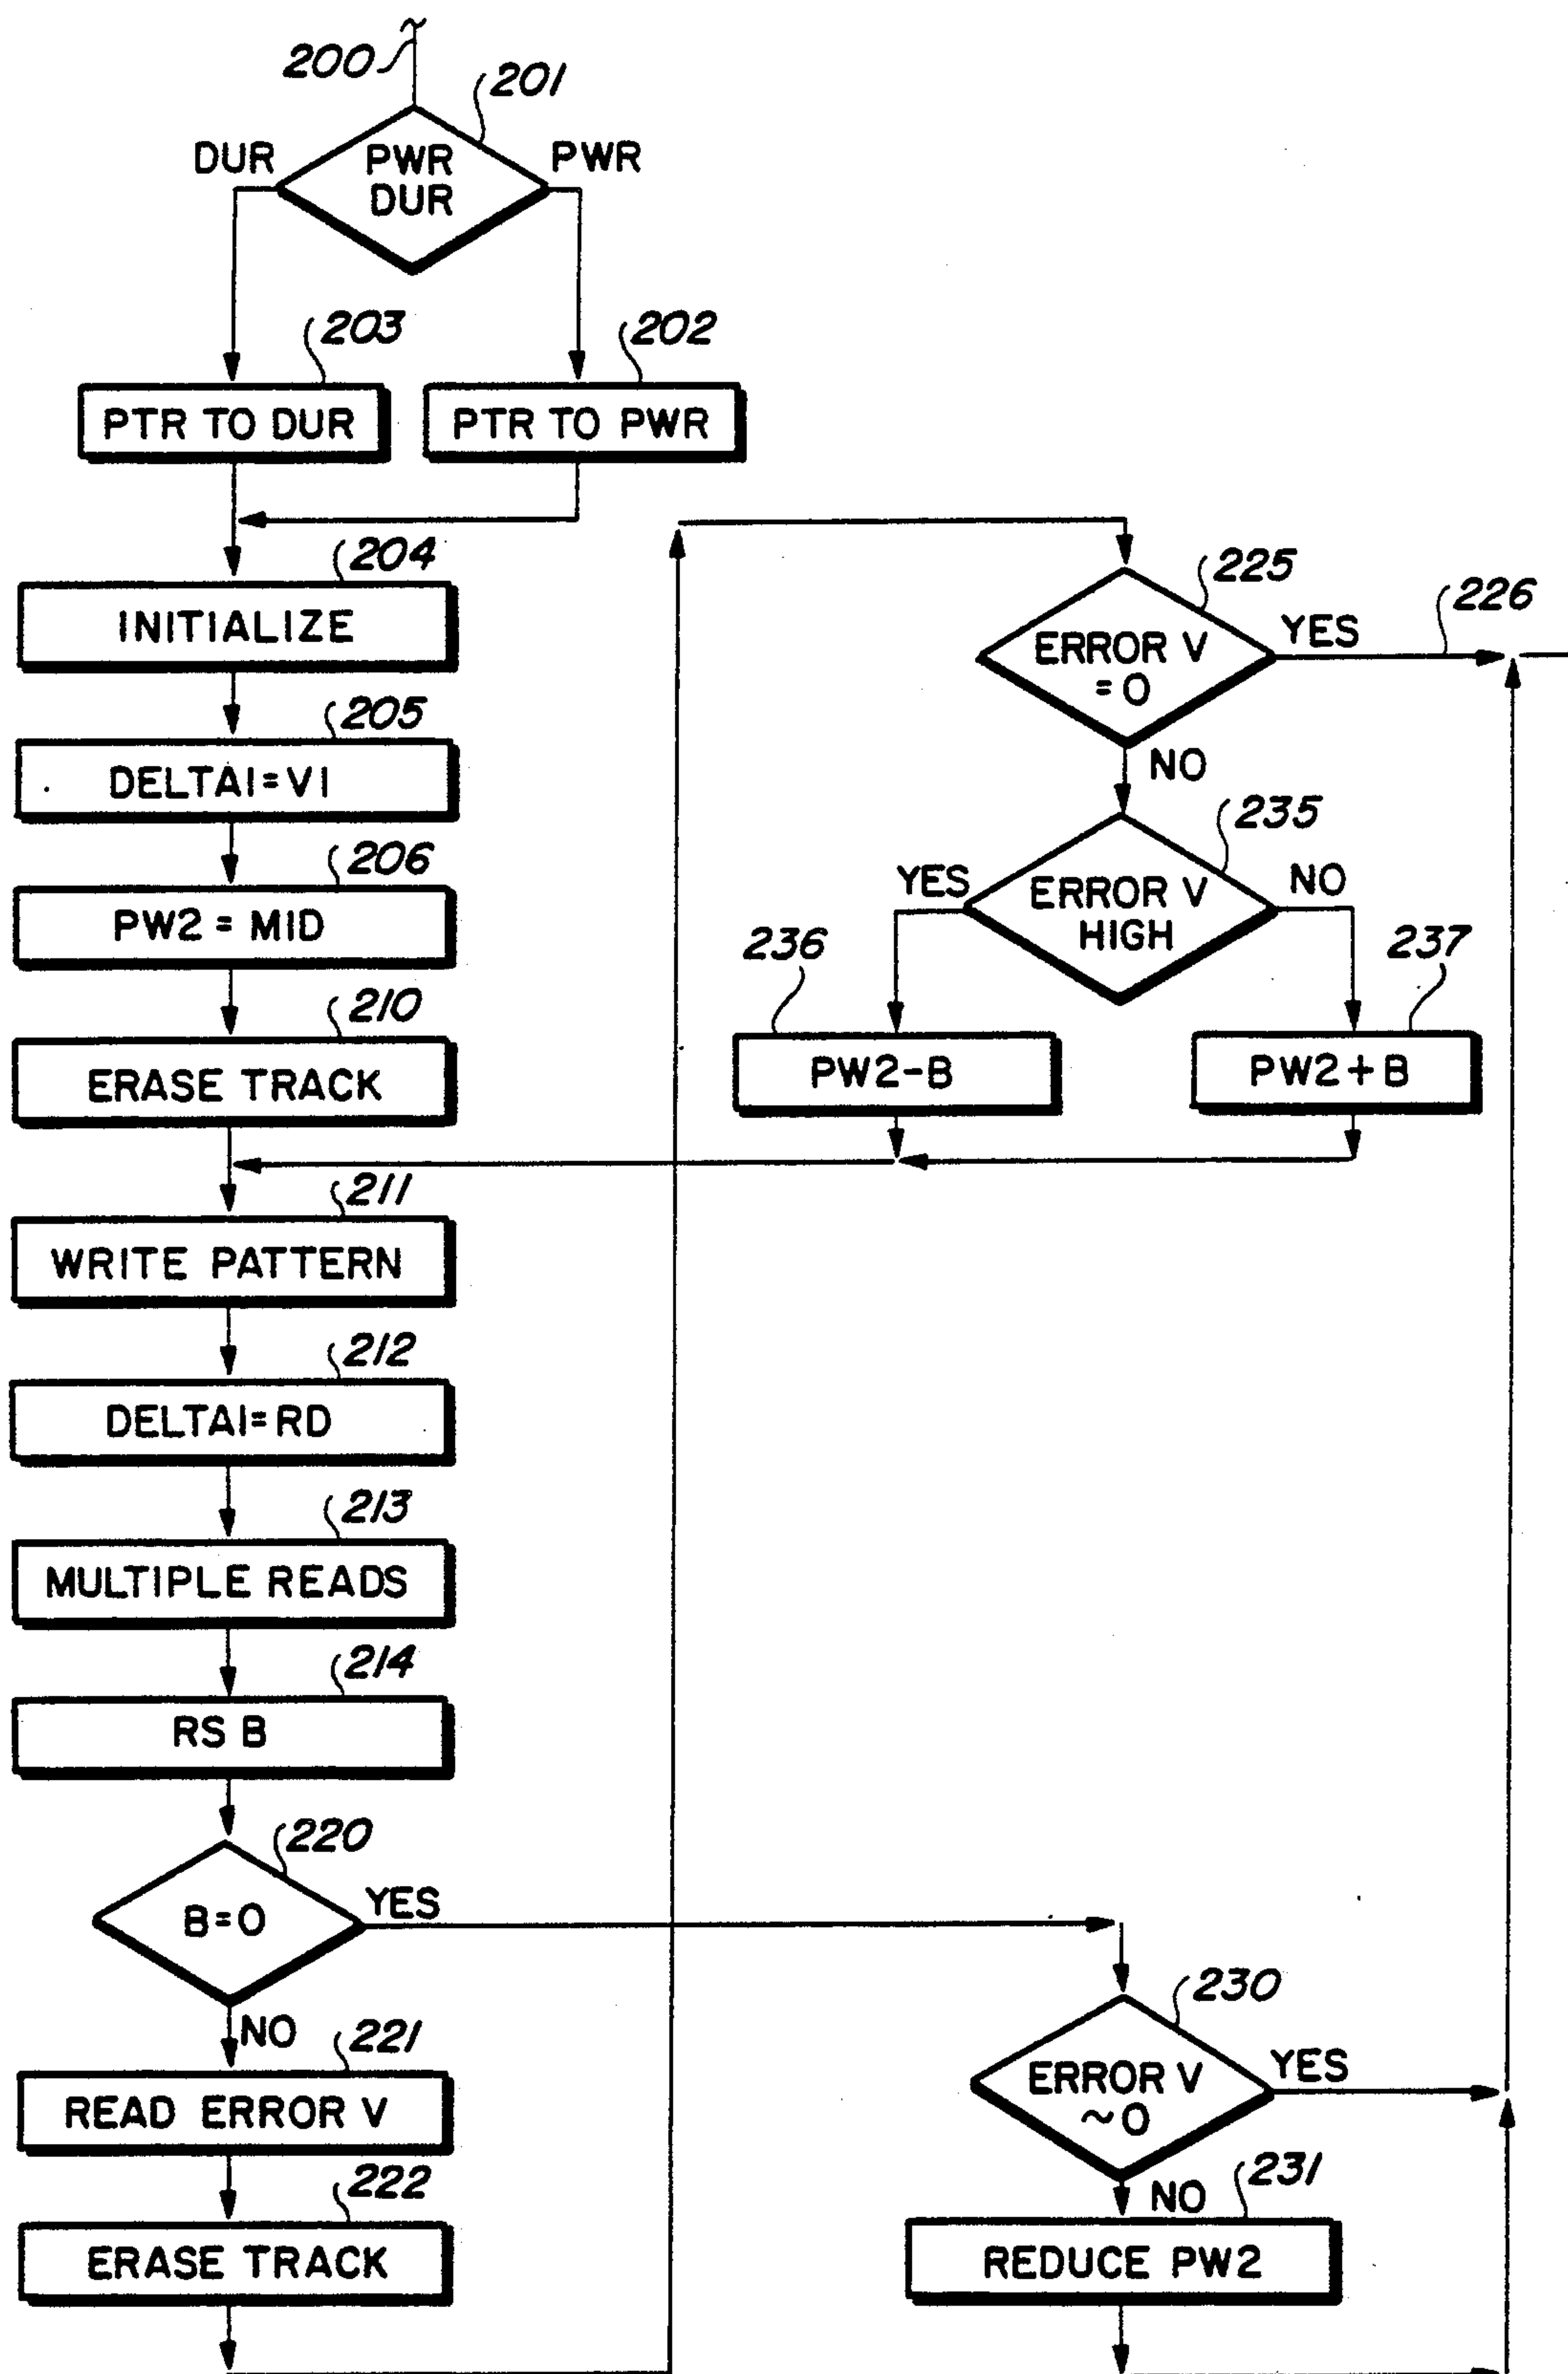 200
201
DUR
PWR
DUR
PWR
203
202
PTR TO DUR
PTR TO PWR
204
INITIALIZE
205
DELTA1=V1
206
PW2 = MID
210
ERASE TRACK
211
WRITE PATTERN
212
DELTA1=RD
213
MULTIPLE READS
214
RS B
220
B=0
YES
NO
221
READ ERROR V
222
ERASE TRACK
225
226
ERROR V
= 0
YES
NO
235
YES
ERROR V
HIGH
NO
236
237
PW2-B
PW2+B
230
ERROR V
~0
YES
NO
231
REDUCE PW2